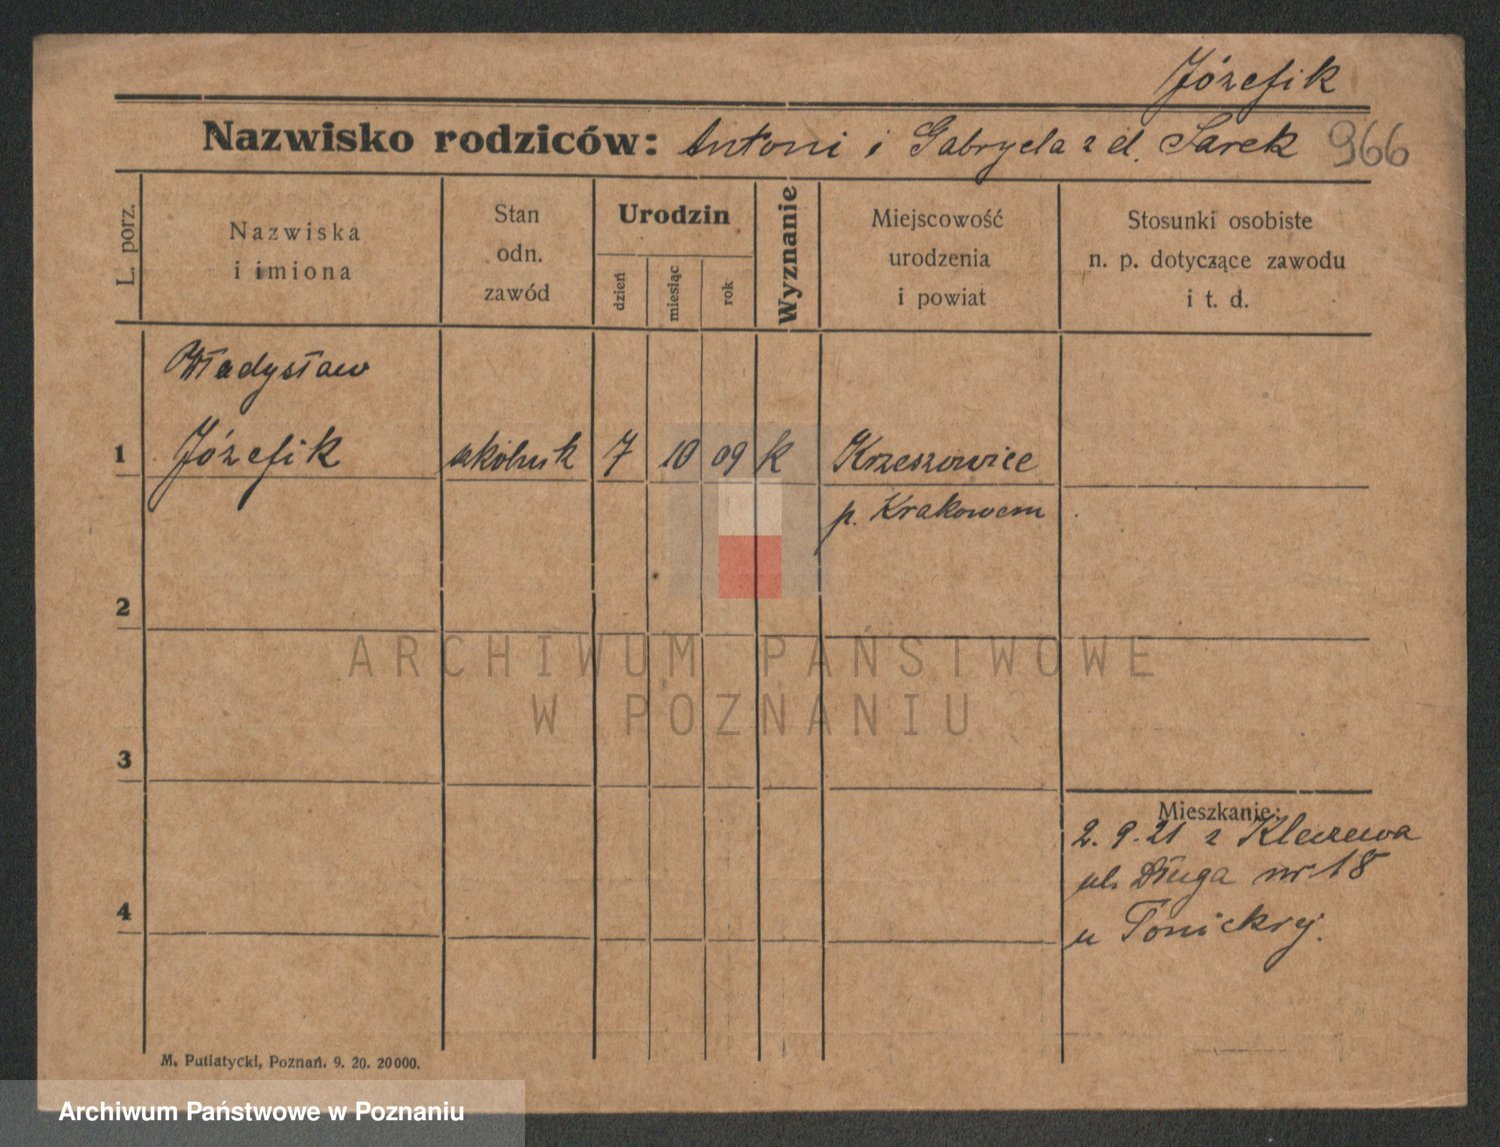 Józefik
Nazwisko rodziców: Antoni i Gabryela z d. Sarek 966
L. porz.
Nazwiska
i imiona
Stan
odn.
zawód
Urodzin
dzień
miesiąc
rok
Wyznanie
Miejscowość
urodzenia
i powiat
Stosunki osobiste
n. p. dotyczące zawodu
i t. d.
Władysław
1 Józefik 7 10 09 k Krzeszowice
p. Krakowem
2
ARCHIWUM PAŃSTWOWE
W POZNANIU
3
Mieszkanie:
2. 9. 21 z Kleczewa
ul. Długa nr. 18
4
u
M. Putiatycki, Poznań. 9. 20. 20000.
Archiwum Państwowe w Poznaniu